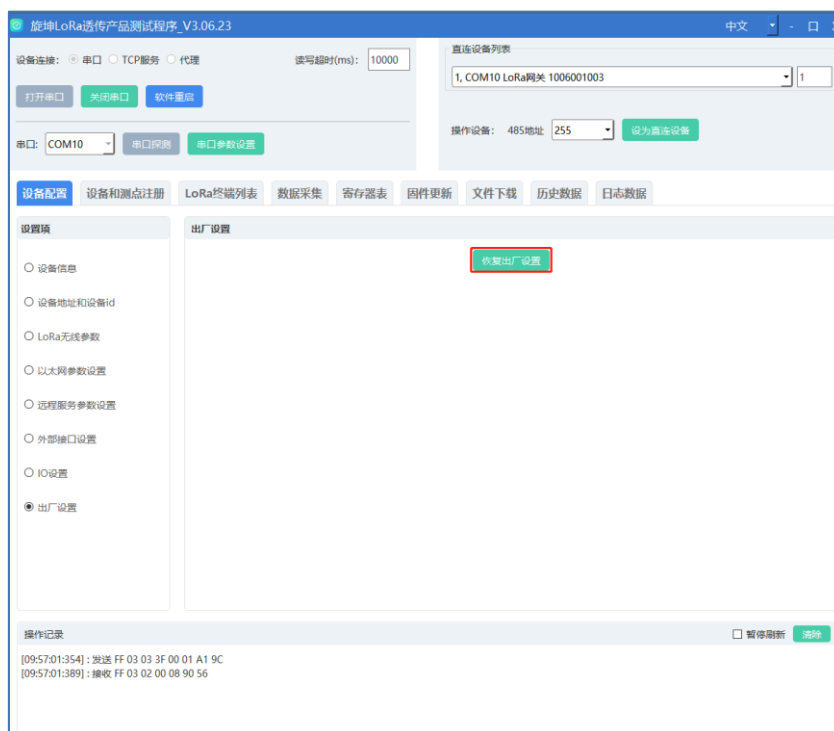 旋坤LoRa透传产品测试程序_V3.06.23 中文
设备连接: 串口 TCP服务 代理 读写超时(ms): 10000
直连设备列表
1, COM10 LoRa网关 1006001003 1
打开串口 关闭串口 软件重启
操作设备: 485地址 255 设为直连设备
串口: COM10 串口探测 串口参数设置
设备配置 设备和测点注册 LoRa终端列表 数据采集 寄存器表 固件更新 文件下载 历史数据 日志数据
设置项 出厂设置
恢复出厂设置
设备信息
设备地址和设备id
LoRa无线参数
以太网参数设置
远程服务参数设置
外部接口设置
IO设置
出厂设置
操作记录 暂停刷新 清除
[09:57:01:354] : 发送 FF 03 03 3F 00 01 A1 9C
[09:57:01:389] : 接收 FF 03 02 00 08 90 56